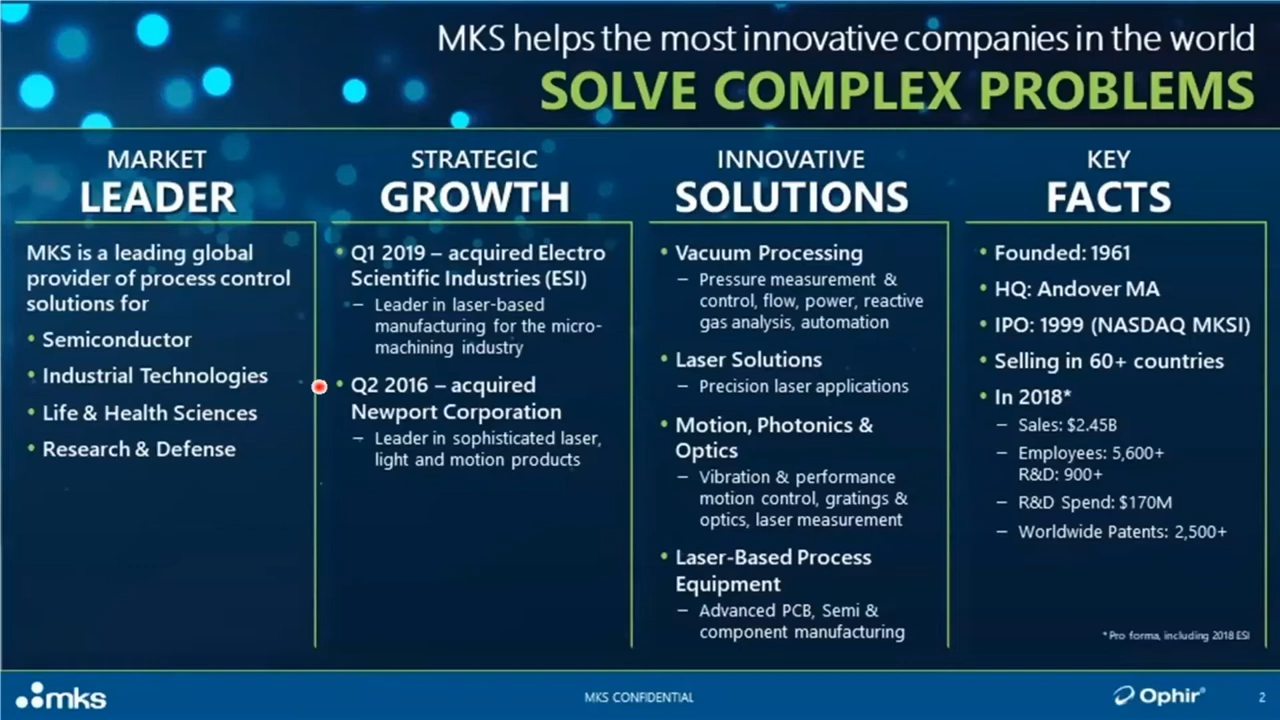 MKS helps the most innovative companies in the world
SOLVE COMPLEX PROBLEMS
MARKET
LEADER
MKS is a leading global
provider of process control
solutions for
• Semiconductor
• Industrial Technologies
• Life & Health Sciences
• Research & Defense
STRATEGIC
GROWTH
• Q1 2019 – acquired Electro
Scientific Industries (ESI)
– Leader in laser-based
manufacturing for the micro-
machining industry
• Q2 2016 – acquired
Newport Corporation
– Leader in sophisticated laser,
light and motion products
INNOVATIVE
SOLUTIONS
• Vacuum Processing
– Pressure measurement &
control, flow, power, reactive
gas analysis, automation
• Laser Solutions
– Precision laser applications
• Motion, Photonics &
Optics
– Vibration & performance
motion control, gratings &
optics, laser measurement
• Laser-Based Process
Equipment
– Advanced PCB, Semi &
component manufacturing
KEY
FACTS
• Founded: 1961
• HQ: Andover MA
• IPO: 1999 (NASDAQ MKSI)
• Selling in 60+ countries
• In 2018*
– Sales: $2.45B
– Employees: 5,600+
R&D: 900+
– R&D Spend: $170M
– Worldwide Patents: 2,500+
* Pro forma, including 2018 ESI
mks
MKS CONFIDENTIAL
Ophir®
2